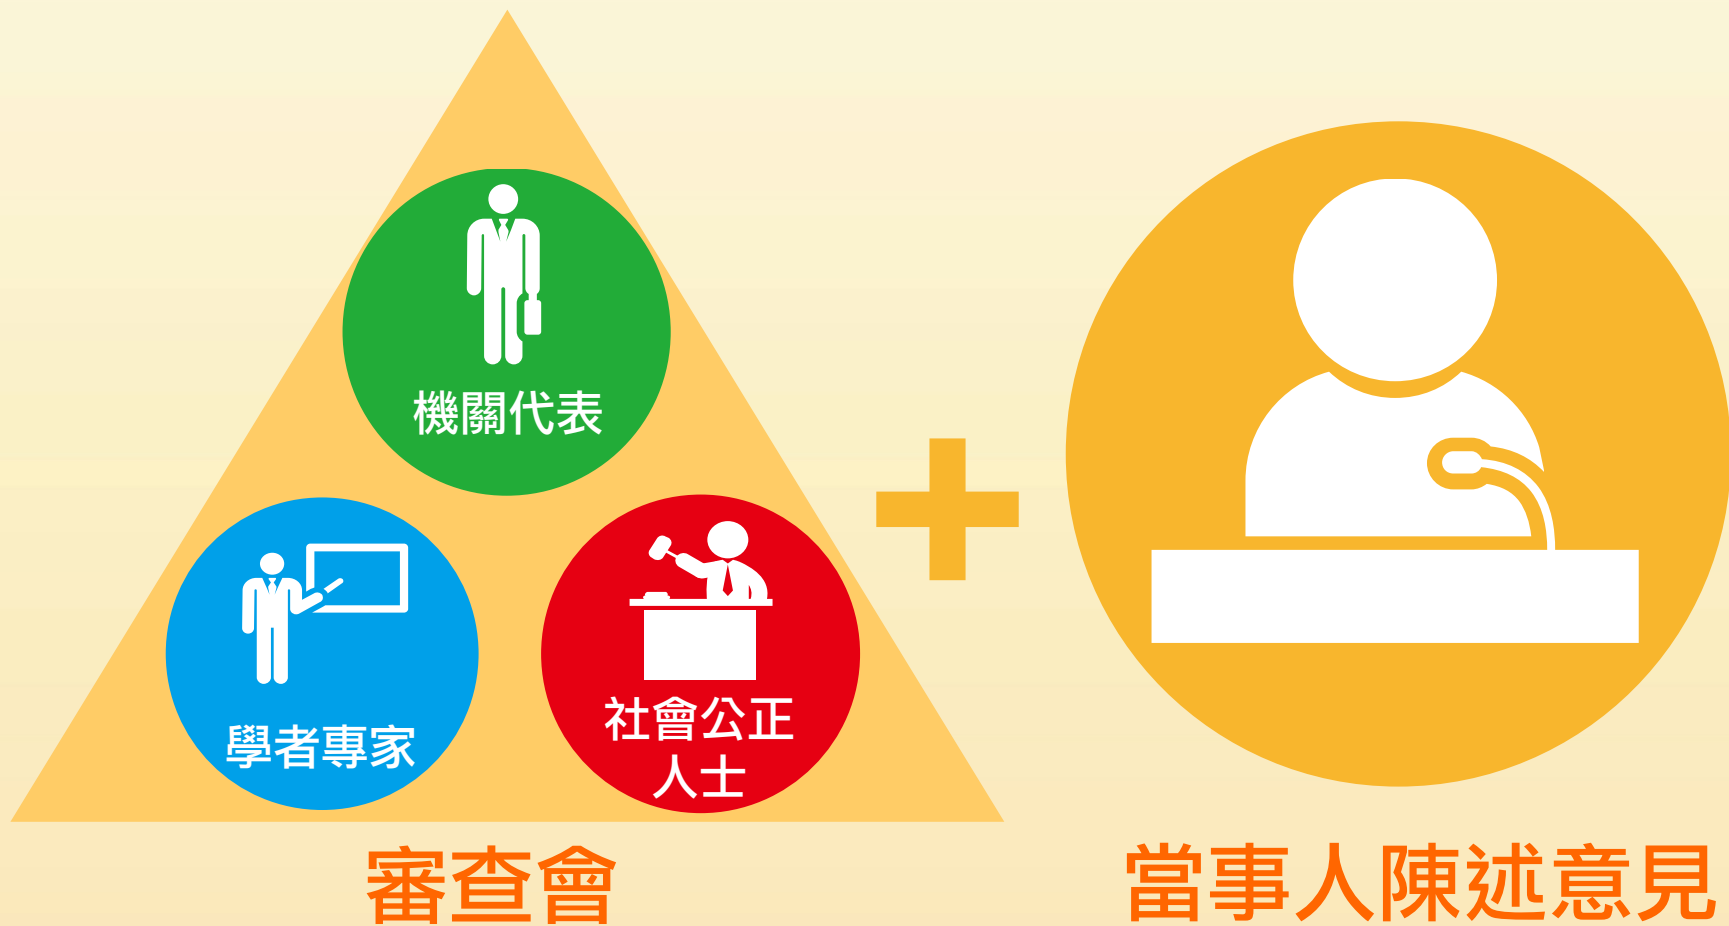 機關代表
學者專家
社會公正
人士
審查會
當事人陳述意見